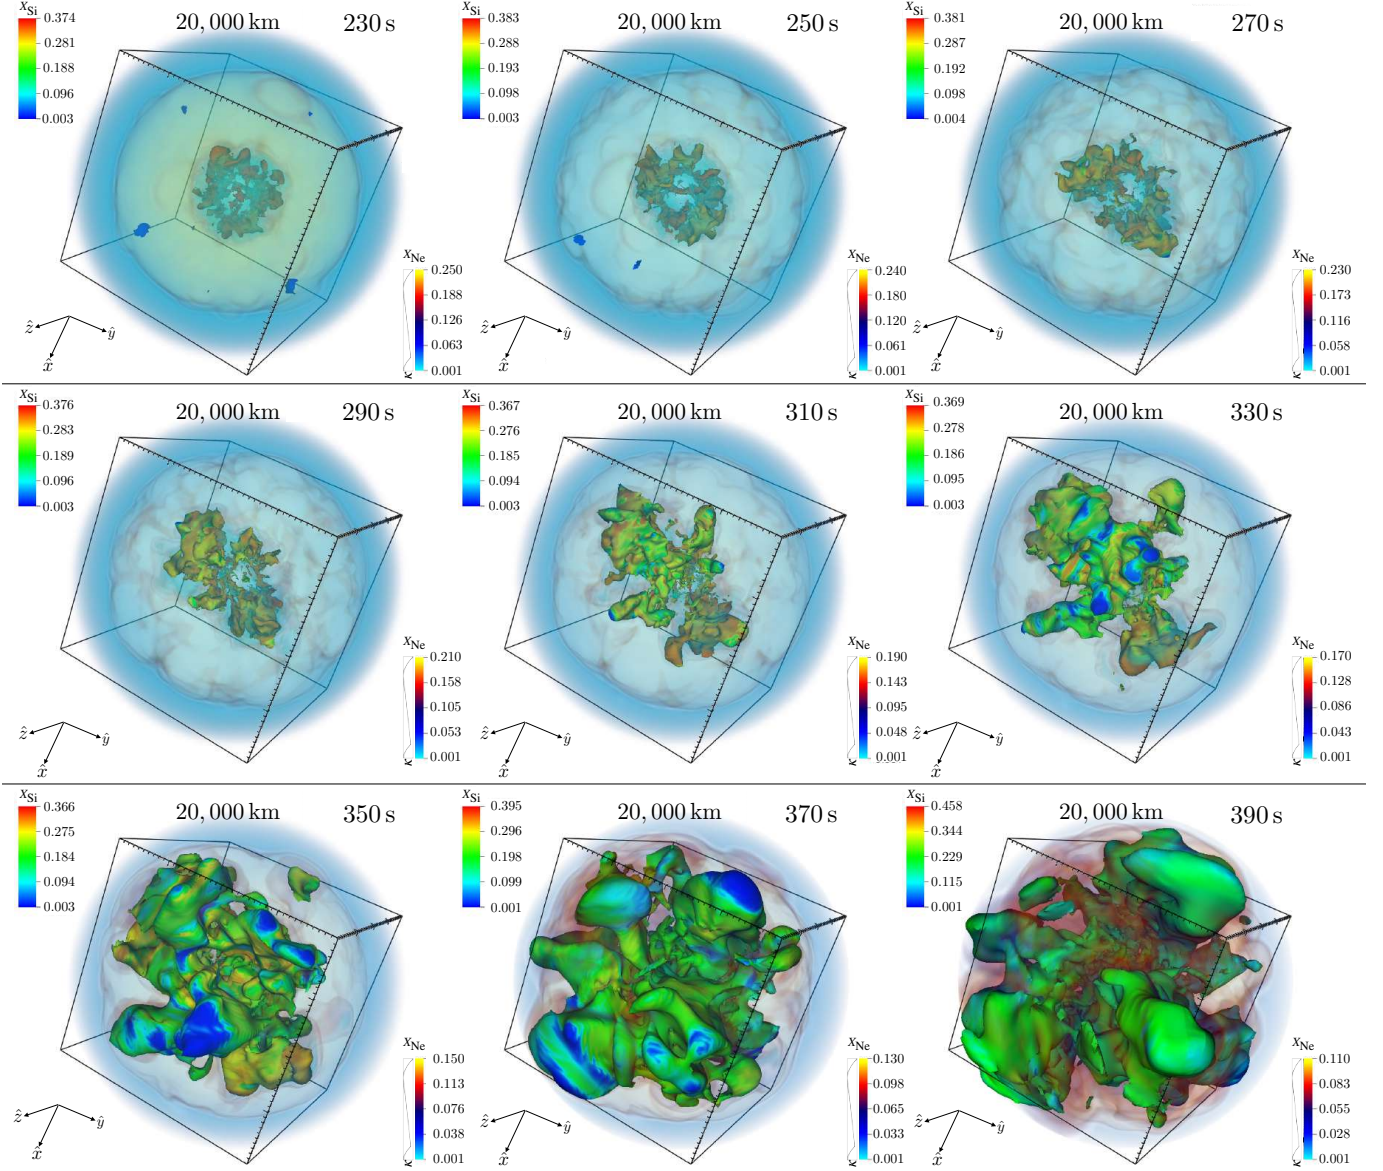 X_Si
0.374
0.281
0.188
0.096
0.003
20,000 km
230 s
X_Ne
0.250
0.188
0.126
0.063
0.001
ẑ
x̂
ŷ
X_Si
0.383
0.288
0.193
0.098
0.003
20,000 km
250 s
X_Ne
0.240
0.180
0.120
0.061
0.001
ẑ
x̂
ŷ
X_Si
0.381
0.287
0.192
0.098
0.004
20,000 km
270 s
X_Ne
0.230
0.173
0.116
0.058
0.001
ẑ
x̂
ŷ
X_Si
0.376
0.283
0.189
0.096
0.003
20,000 km
290 s
X_Ne
0.210
0.158
0.105
0.053
0.001
ẑ
x̂
ŷ
X_Si
0.367
0.276
0.185
0.094
0.003
20,000 km
310 s
X_Ne
0.190
0.143
0.095
0.048
0.001
ẑ
x̂
ŷ
X_Si
0.369
0.278
0.186
0.095
0.003
20,000 km
330 s
X_Ne
0.170
0.128
0.086
0.043
0.001
ẑ
x̂
ŷ
X_Si
0.366
0.275
0.184
0.094
0.003
20,000 km
350 s
X_Ne
0.150
0.113
0.076
0.038
0.001
ẑ
x̂
ŷ
X_Si
0.395
0.296
0.198
0.099
0.001
20,000 km
370 s
X_Ne
0.130
0.098
0.065
0.033
0.001
ẑ
x̂
ŷ
X_Si
0.458
0.344
0.229
0.115
0.001
20,000 km
390 s
X_Ne
0.110
0.083
0.055
0.028
0.001
ẑ
x̂
ŷ